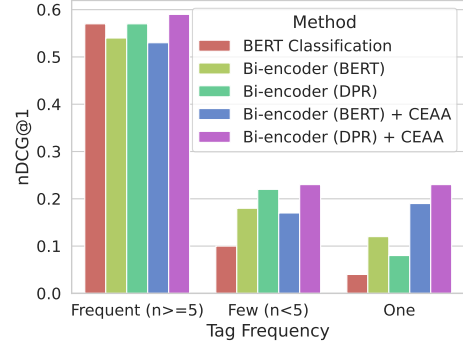 Method
BERT Classification
Bi-encoder (BERT)
Bi-encoder (DPR)
Bi-encoder (BERT) + CEAA
Bi-encoder (DPR) + CEAA
nDCG@1
0.6
0.5
0.4
0.3
0.2
0.1
0.0
Frequent (n>=5) Few (n<5) One
Tag Frequency